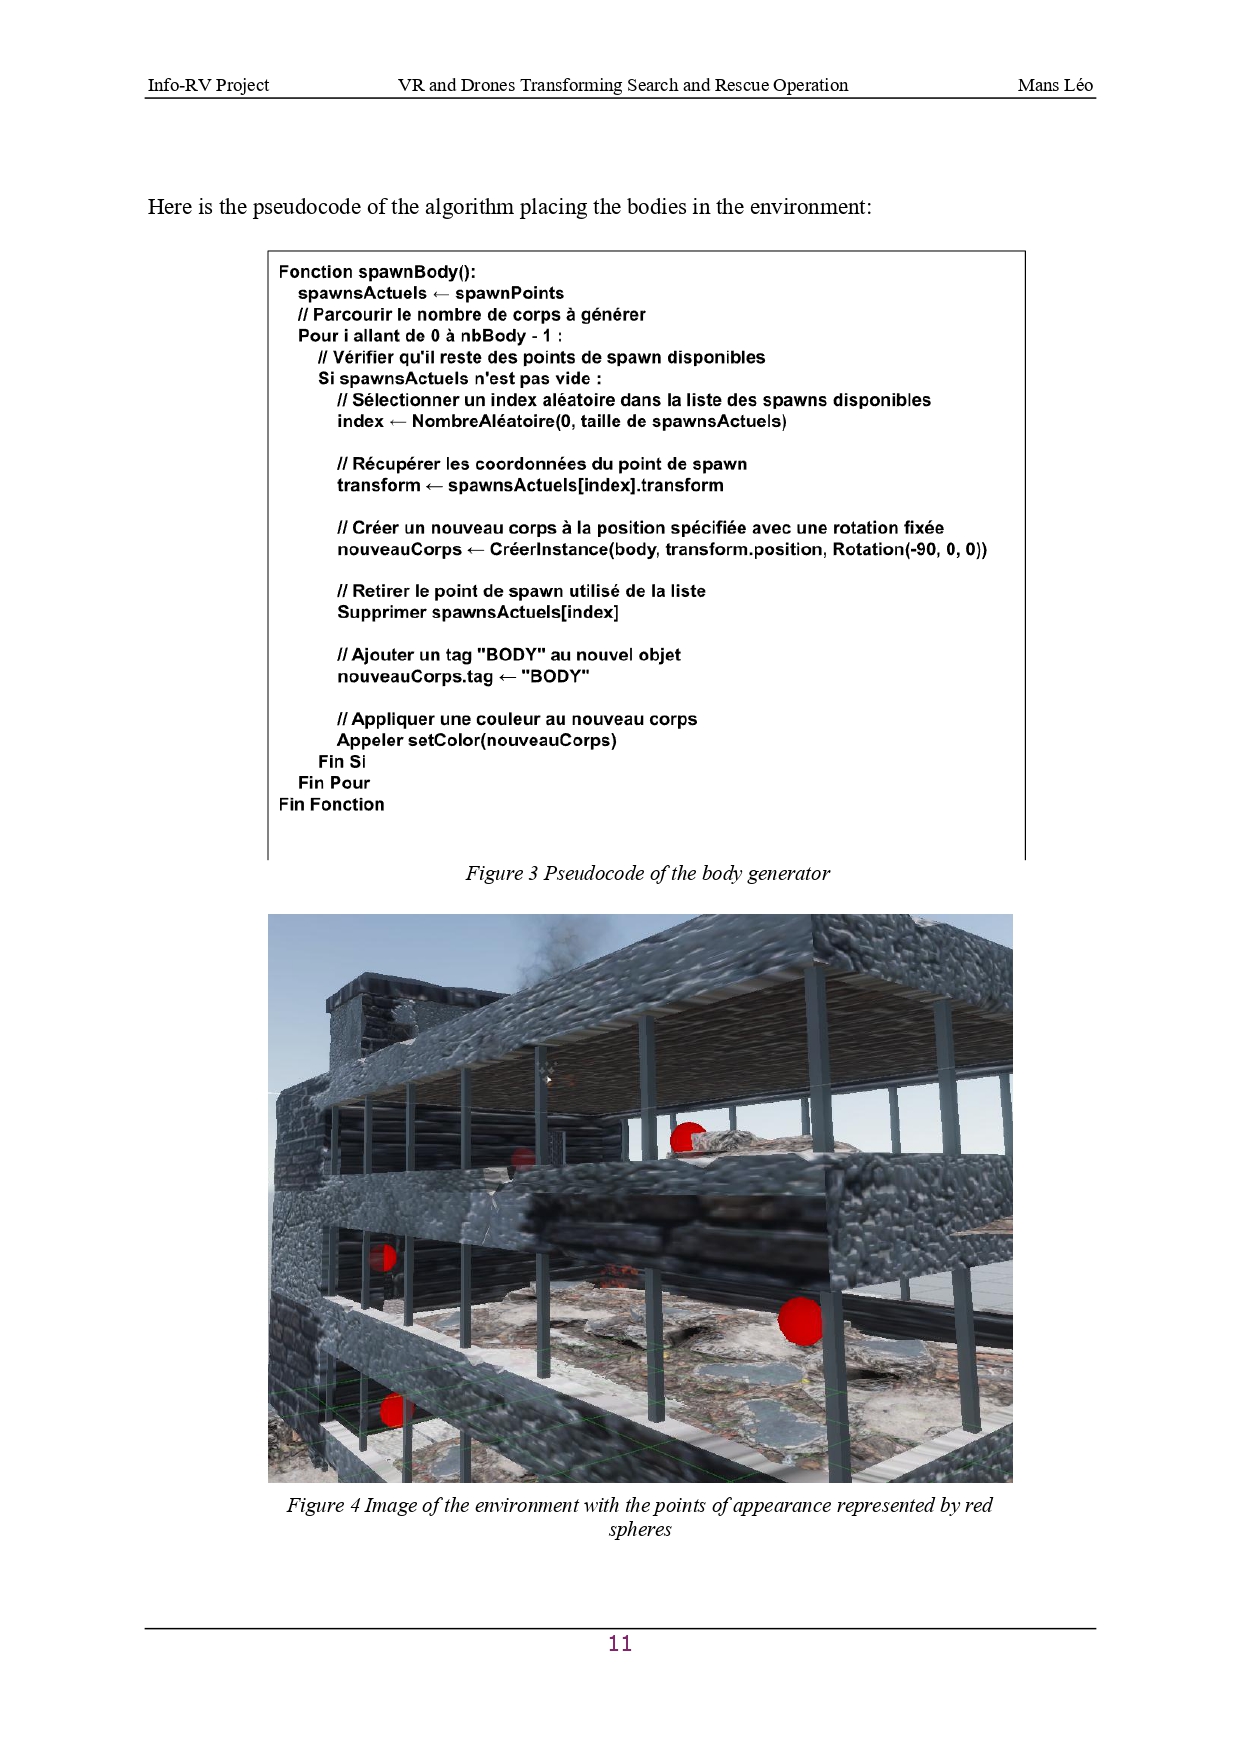 Info-RV Project VR and Drones Transforming Search and Rescue Operation Mans Léo
Here is the pseudocode of the algorithm placing the bodies in the environment:
Fonction spawnBody():
spawnsActuels ← spawnPoints
// Parcourir le nombre de corps à générer
Pour i allant de 0 à nbBody - 1 :
// Vérifier qu'il reste des points de spawn disponibles
Si spawnsActuels n'est pas vide :
// Sélectionner un index aléatoire dans la liste des spawns disponibles
index ← NombreAléatoire(0, taille de spawnsActuels)
// Récupérer les coordonnées du point de spawn
transform ← spawnsActuels[index].transform
// Créer un nouveau corps à la position spécifiée avec une rotation fixée
nouveauCorps ← CréerInstance(body, transform.position, Rotation(-90, 0, 0))
// Retirer le point de spawn utilisé de la liste
Supprimer spawnsActuels[index]
// Ajouter un tag "BODY" au nouvel objet
nouveauCorps.tag ← "BODY"
// Appliquer une couleur au nouveau corps
Appeler setColor(nouveauCorps)
Fin Si
Fin Pour
Fin Fonction
Figure 3 Pseudocode of the body generator
Figure 4 Image of the environment with the points of appearance represented by red
spheres
11